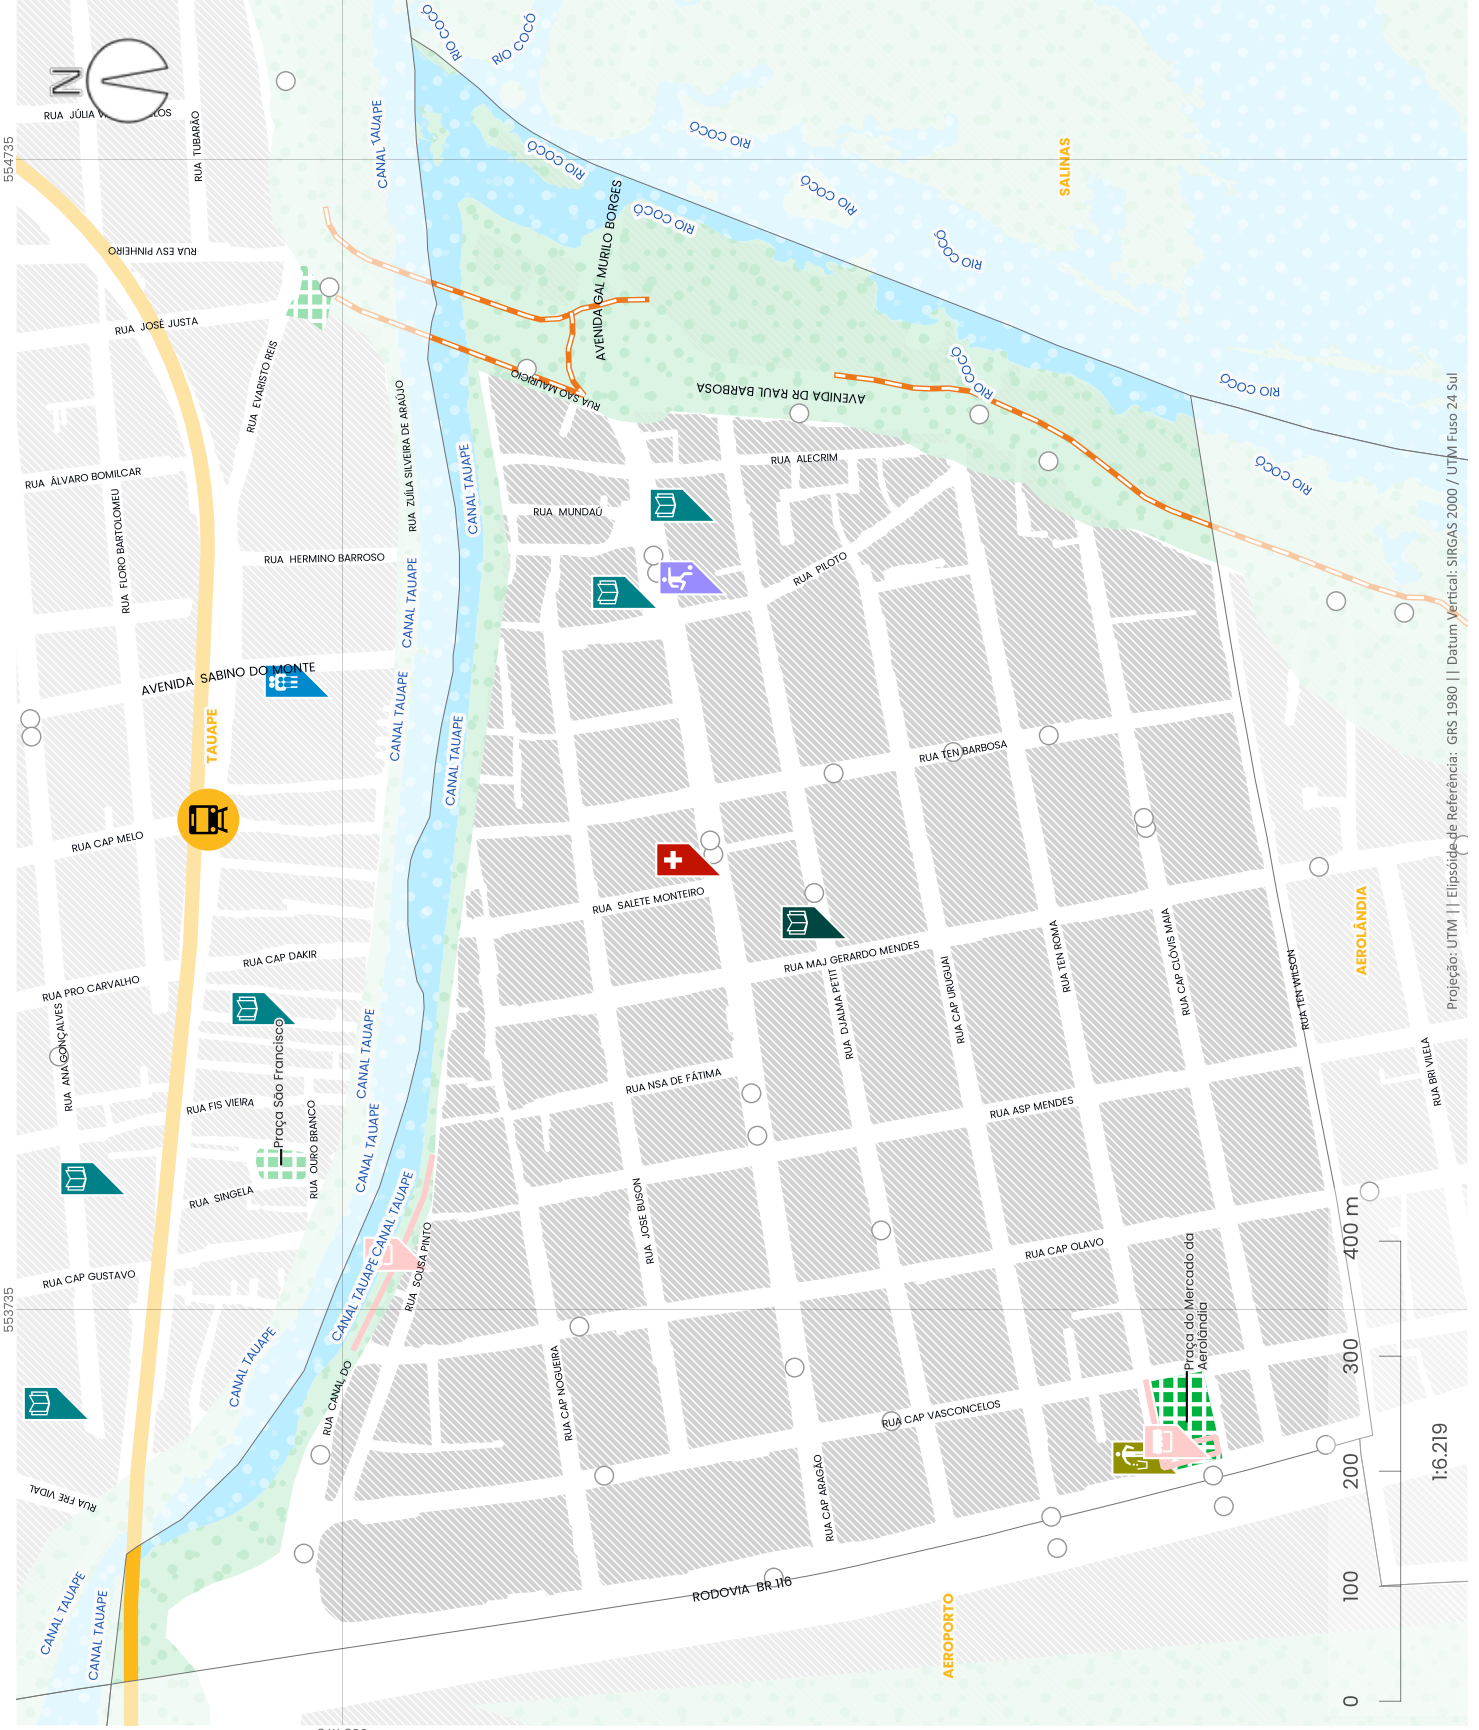 N
RUA JÚLIA V
LOS
RUA TUBARÃO
CANAL TAUAPE
RIO COCÓ
RIO COCÓ
RIO COCÓ
RIO COCÓ
RIO COCÓ
RIO COCÓ
RIO COCÓ
SALINAS
554735
RUA ESV PINHEIRO
RUA JOSÉ JUSTA
RUA EVARISTO REIS
AVENIDA GAL MURILO BORGES
RUA SÃO MAURICIO
AVENIDA DR RAUL BARBOSA
RIO COCÓ
RIO COCÓ
RIO COCÓ
RUA ÁLVARO BOMILCAR
RUA FLORO BARTOLOMEU
RUA ZUÍLA SILVEIRA DE ARAÚJO
CANAL TAUAPE
RUA ALECRIM
RUA MUNDAÚ
RUA HERMINO BARROSO
CANAL TAUAPE
RUA PILOTO
AVENIDA SABINO DO MONTE
TAUAPE
CANAL TAUAPE
CANAL TAUAPE
RUA TEN BARBOSA
RUA CAP MELO
RUA SALETE MONTEIRO
RUA MAJ GERARDO MENDES
AEROLÂNDIA
RUA CAP DAKIR
RUA PRO CARVALHO
RUA ANA GONÇALVES
Praça São Francisco
CANAL TAUAPE
RUA DJALMA PETIT
RUA CAP URUGUAI
RUA TEN ROMA
RUA CAP CLÓVIS MAIA
RUA TEN WILSON
RUA BRI VILELA
RUA FIS VIEIRA
RUA OURO BRANCO
CANAL TAUAPE
RUA NSA DE FÁTIMA
RUA ASP MENDES
RUA SINGELA
CANAL TAUAPE
CANAL TAUAPE
RUA SOUSA PINTO
RUA JOSE BUSON
RUA CAP OLAVO
RUA CAP GUSTAVO
553735
CANAL TAUAPE
RUA CANAL DO
RUA CAP NOGUEIRA
RUA CAP VASCONCELOS
Praça do Mercado da
Aerolândia
RUA CAP ARAGÃO
RUA FRE VIDAL
CANAL TAUAPE
CANAL TAUAPE
RODOVIA BR 116
AEROPORTO
0 100 200 300 400 m
1:6.219
Projeção: UTM || Elipsóide de Referência: GRS 1980 || Datum Vertical: SIRGAS 2000 / UTM Fuso 24 Sul